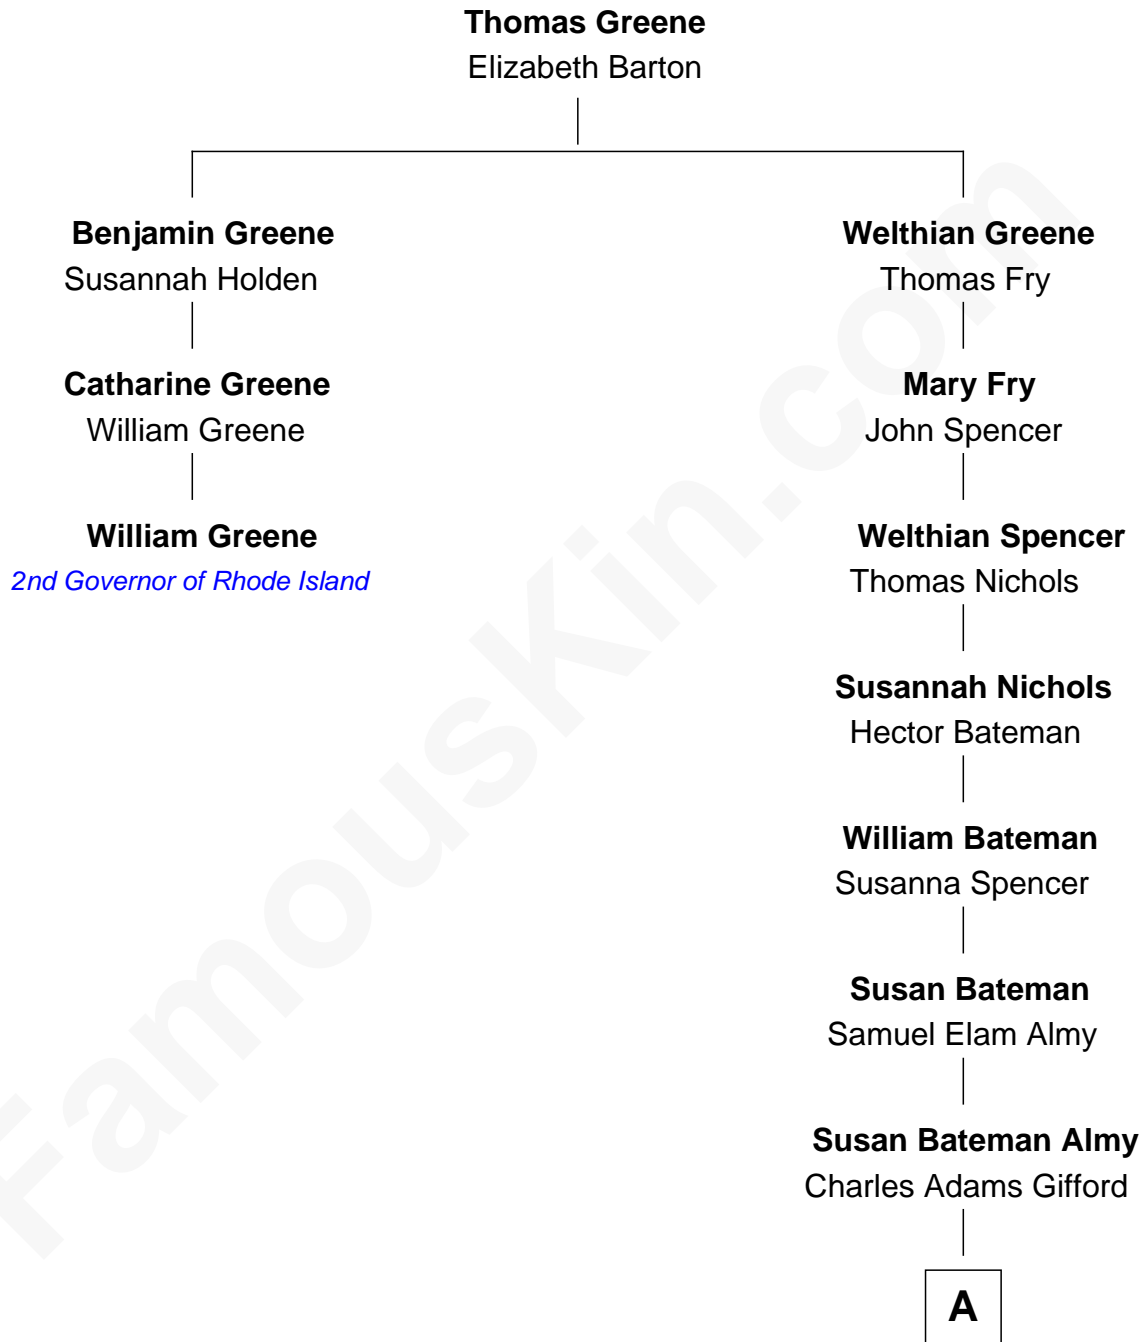 Thomas Greene
Elizabeth Barton
Benjamin Greene
Susannah Holden
Welthian Greene
Thomas Fry
Catharine Greene
William Greene
Mary Fry
John Spencer
William Greene
2nd Governor of Rhode Island
Welthian Spencer
Thomas Nichols
Susannah Nichols
Hector Bateman
William Bateman
Susanna Spencer
Susan Bateman
Samuel Elam Almy
Susan Bateman Almy
Charles Adams Gifford
A
FamousKin.com